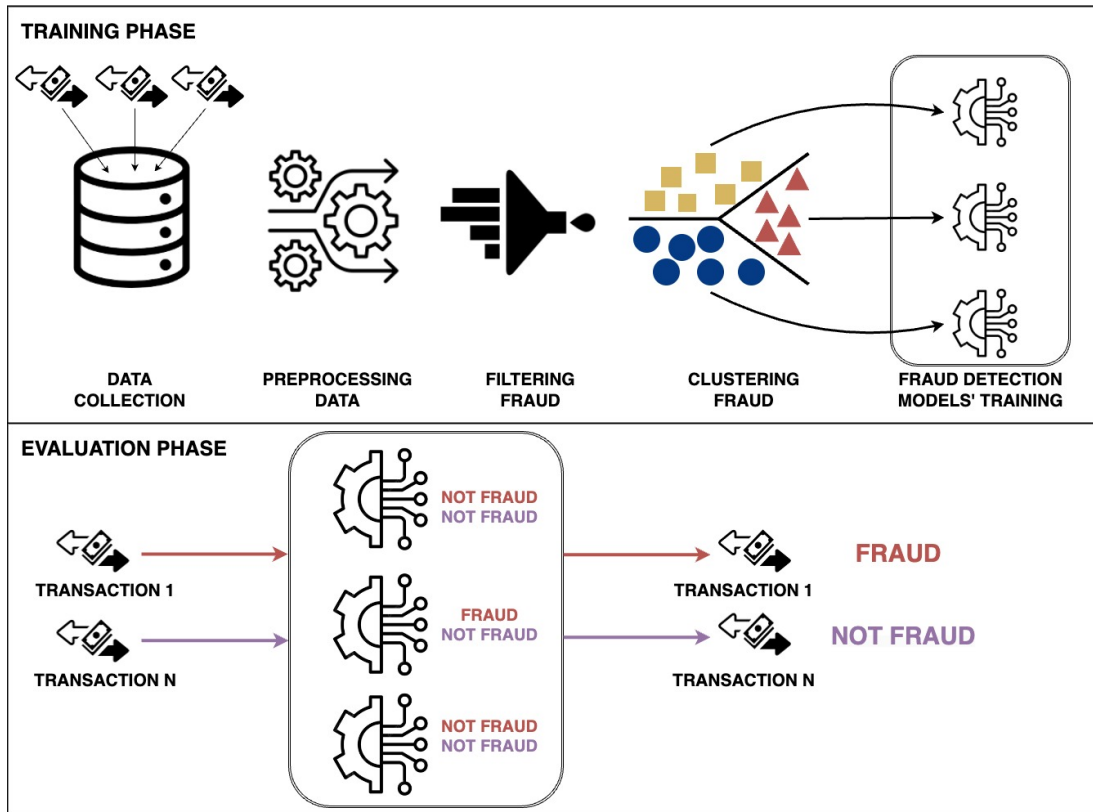 TRAINING PHASE
DATA
COLLECTION
PREPROCESSING
DATA
FILTERING
FRAUD
CLUSTERING
FRAUD
FRAUD DETECTION
MODELS' TRAINING
EVALUATION PHASE
TRANSACTION 1
TRANSACTION N
NOT FRAUD
NOT FRAUD
FRAUD
NOT FRAUD
NOT FRAUD
NOT FRAUD
TRANSACTION 1
FRAUD
TRANSACTION N
NOT FRAUD